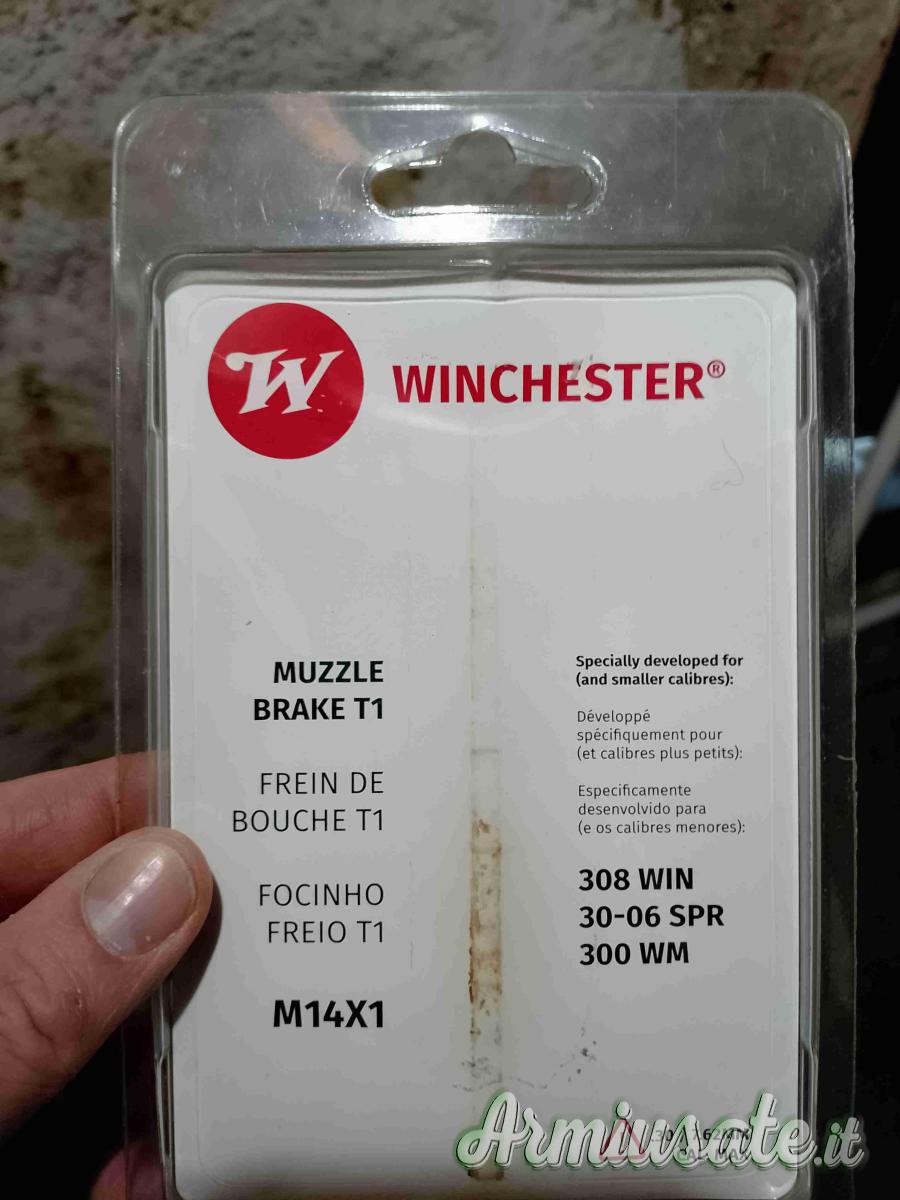 W WINCHESTER®
MUZZLE
BRAKE T1
FREIN DE
BOUCHE T1
FOCINHO
FREIO T1
M14X1
Specially developed for
(and smaller calibres):
Développé
spécifiquement pour
(et calibres plus petits):
Especificamente
desenvolvido para
(e os calibres menores):
308 WIN
30-06 SPR
300 WM
Armiusate.it